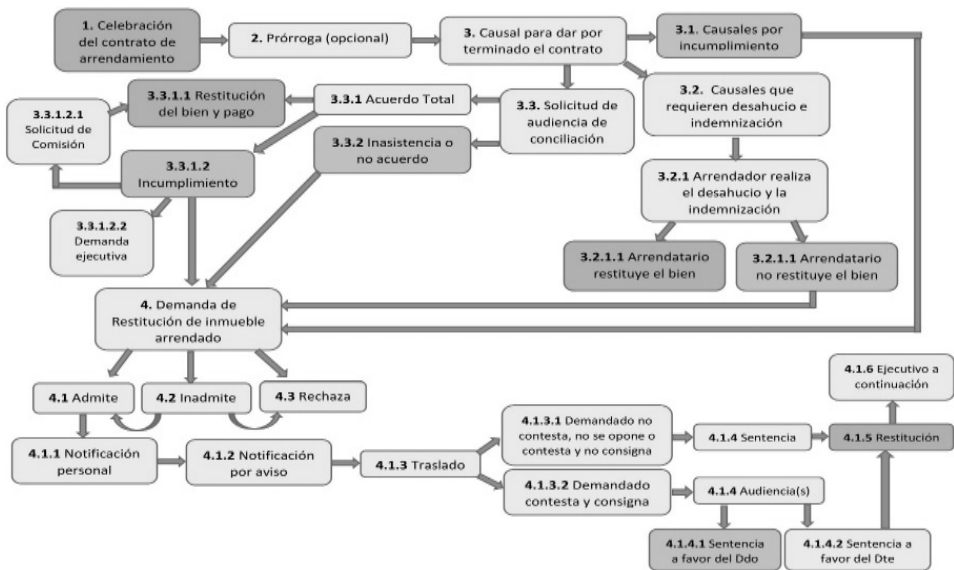 1. Celebración
del contrato de
arrendamiento
2. Prórroga (opcional)
3. Causal para dar por
terminado el contrato
3.1. Causales por
incumplimiento
3.2. Causales que
requieren desahucio e
indemnización
3.3. Solicitud de
audiencia de
conciliación
3.3.1 Acuerdo Total
3.3.1.1 Restitución
del bien y pago
3.3.1.2.1
Solicitud de
Comisión
3.3.2 Inasistencia o
no acuerdo
3.3.1.2
Incumplimiento
3.3.1.2.2
Demanda
ejecutiva
3.2.1 Arrendador realiza
el desahucio y la
indemnización
3.2.1.1 Arrendatario
restituye el bien
3.2.1.1 Arrendatario
no restituye el bien
4. Demanda de
Restitución de inmueble
arrendado
4.1 Admite
4.2 Inadmite
4.3 Rechaza
4.1.1 Notificación
personal
4.1.2 Notificación
por aviso
4.1.3 Traslado
4.1.3.1 Demandado no
contesta, no se opone o
contesta y no consigna
4.1.4 Sentencia
4.1.5 Restitución
4.1.6 Ejecutivo a
continuación
4.1.3.2 Demandado
contesta y consigna
4.1.4 Audiencia(s)
4.1.4.1 Sentencia
a favor del Ddo
4.1.4.2 Sentencia a
favor del Dte